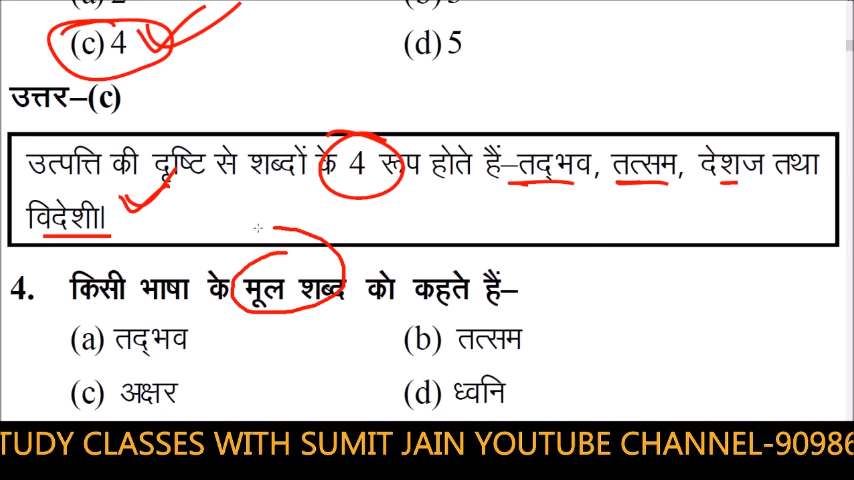 (c) 4 (d) 5
उत्तर–(c)
उत्पत्ति की दृष्टि से शब्दों के 4 रूप होते हैं–तद्भव, तत्सम, देशज तथा
विदेशी।
4. किसी भाषा के मूल शब्द को कहते हैं–
(a) तद्भव (b) तत्सम
(c) अक्षर (d) ध्वनि
TUDY CLASSES WITH SUMIT JAIN YOUTUBE CHANNEL-90986